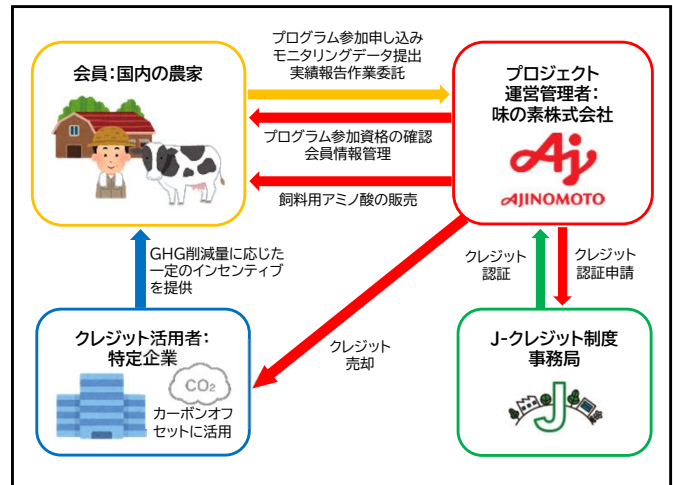 会員:国内の農家
プログラム参加申し込み
モニタリングデータ提出
実績報告作業委託
プロジェクト
運営管理者:
味の素株式会社
AJINOMOTO
プログラム参加資格の確認
会員情報管理
飼料用アミノ酸の販売
GHG削減量に応じた
一定のインセンティブ
を提供
クレジット
認証
クレジット
認証申請
クレジット活用者:
特定企業
CO₂
カーボンオフ
セットに活用
クレジット
売却
J-クレジット制度
事務局
J